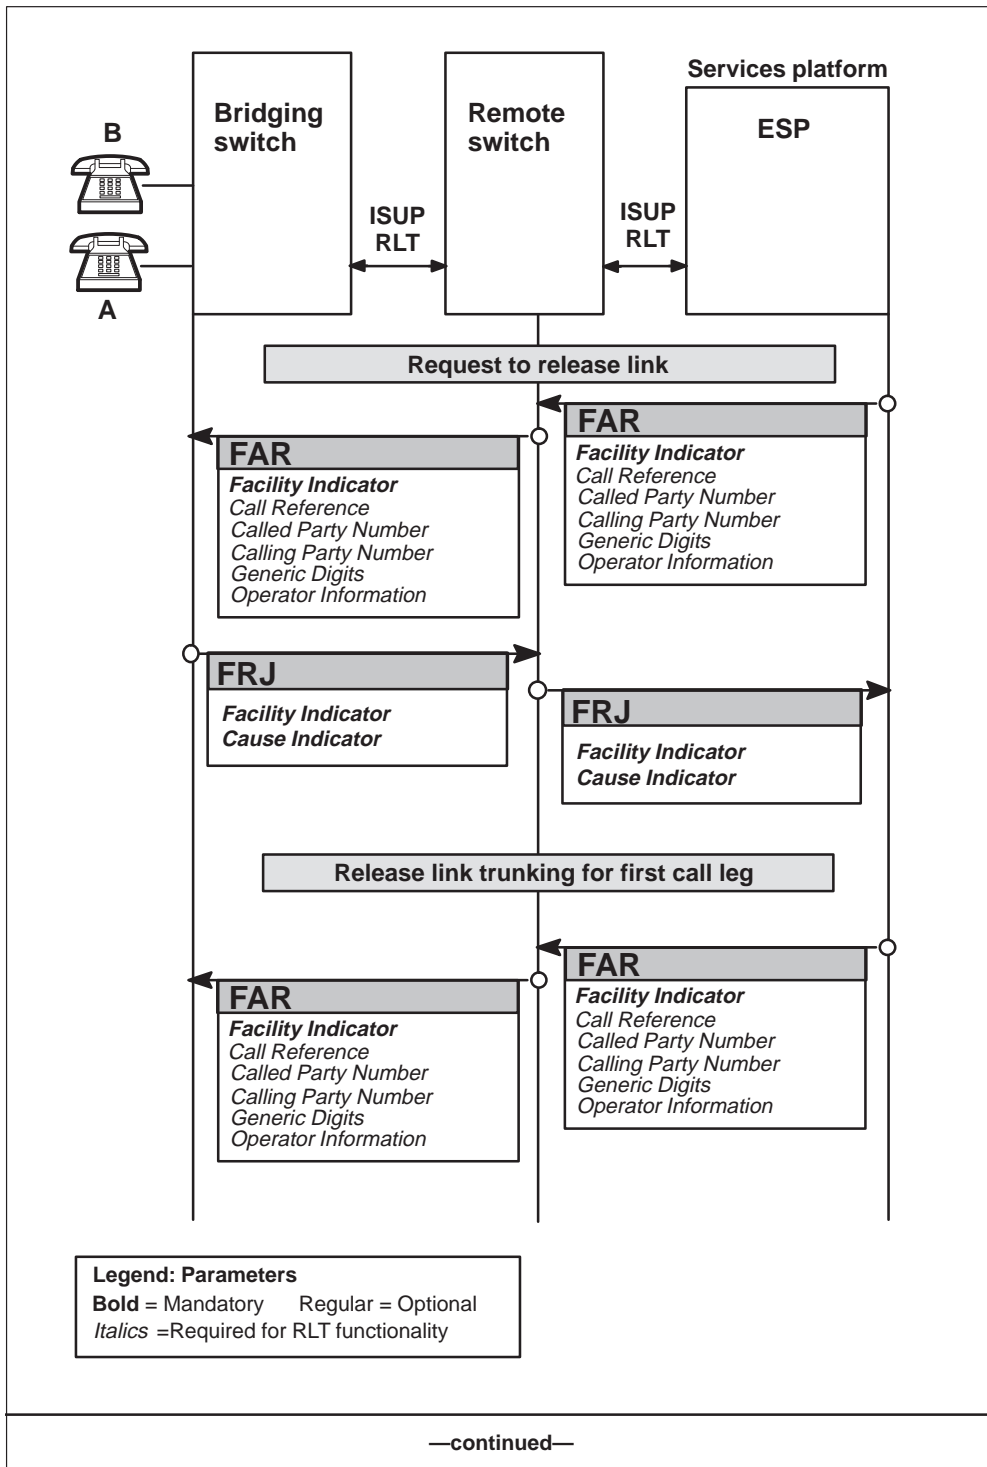 Services platform
Bridging
switch
Remote
switch
ESP
B
A
ISUP
RLT
ISUP
RLT
Request to release link
FAR
Facility Indicator
Call Reference
Called Party Number
Calling Party Number
Generic Digits
Operator Information
FAR
Facility Indicator
Call Reference
Called Party Number
Calling Party Number
Generic Digits
Operator Information
FRJ
Facility Indicator
Cause Indicator
FRJ
Facility Indicator
Cause Indicator
Release link trunking for first call leg
FAR
Facility Indicator
Call Reference
Called Party Number
Calling Party Number
Generic Digits
Operator Information
FAR
Facility Indicator
Call Reference
Called Party Number
Calling Party Number
Generic Digits
Operator Information
Legend: Parameters
Bold = Mandatory Regular = Optional
Italics =Required for RLT functionality
—continued—